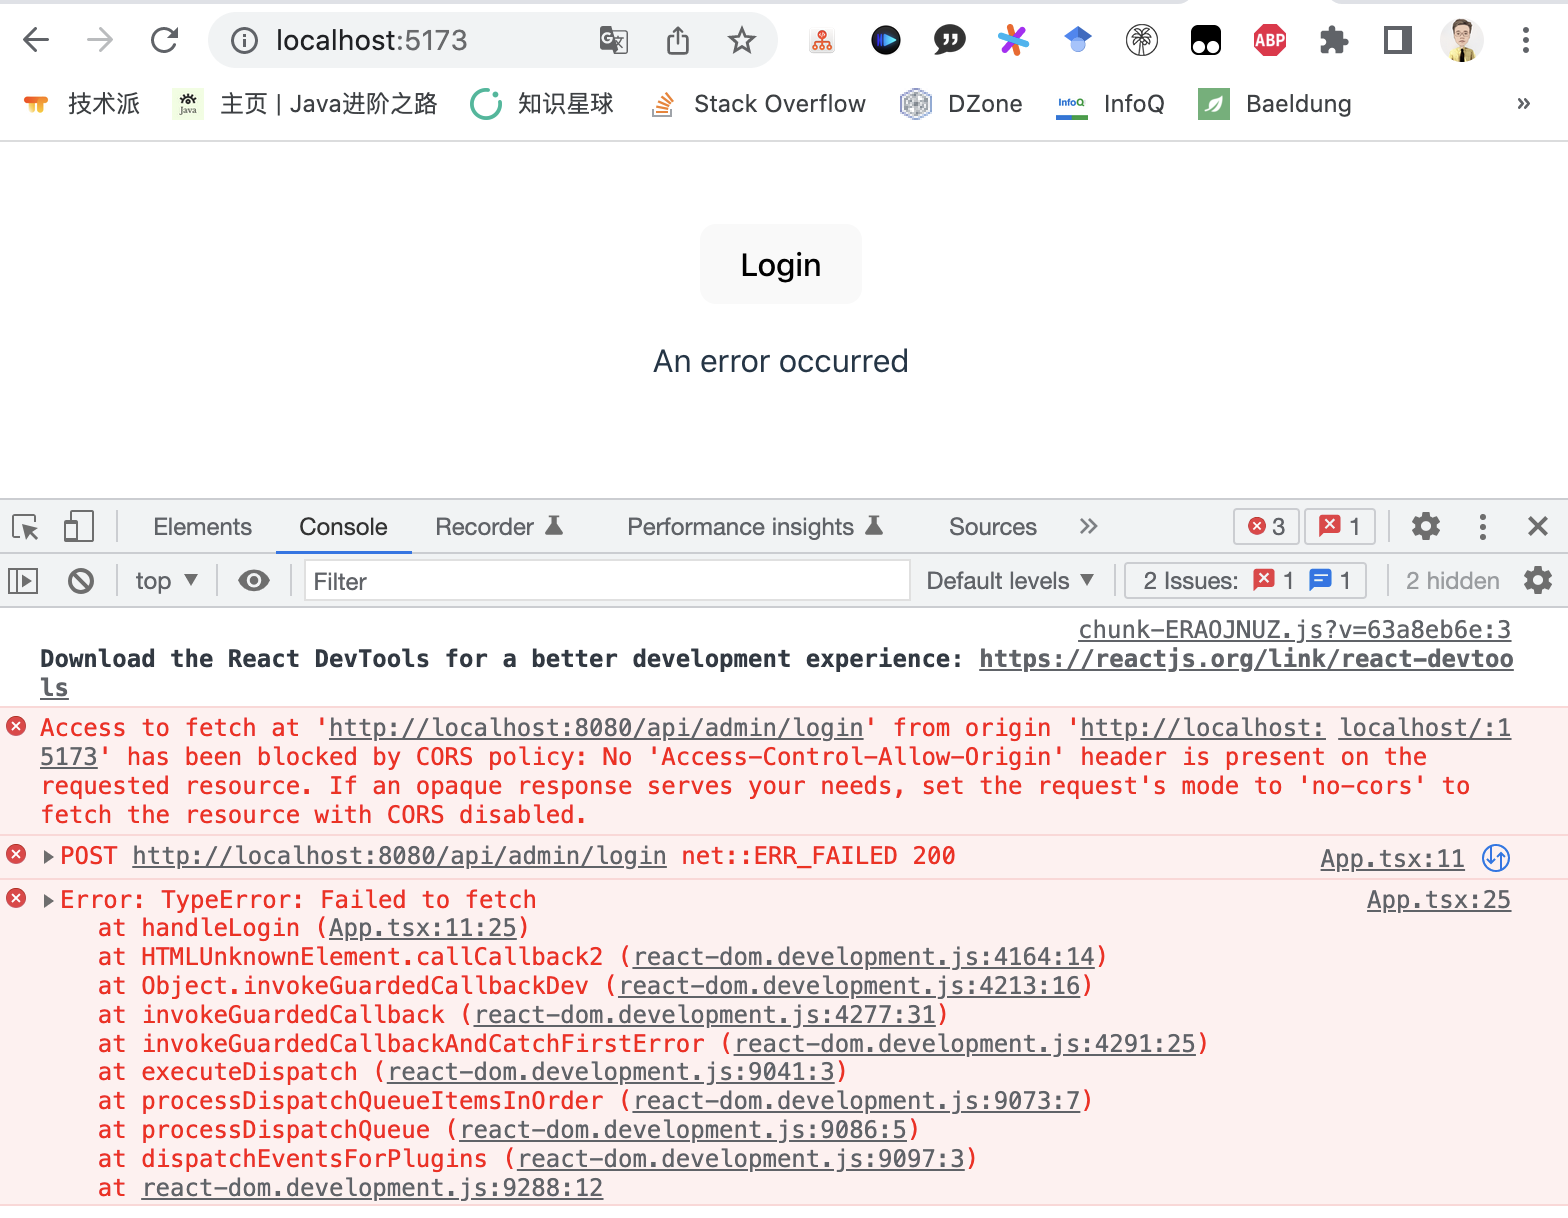 localhost:5173
ABP
技术派
Java
主页 | Java进阶之路
知识星球
Stack Overflow
DZone
InfoQ
InfoQ
Baeldung
»
Login
An error occurred
Elements
Console
Recorder
Performance insights
Sources
3
1
top
Filter
Default levels
2 Issues:
1
1
2 hidden
chunk-ERAOJNUZ.js?v=63a8eb6e:3
Download the React DevTools for a better development experience: https://reactjs.org/link/react-devtoo
ls
Access to fetch at 'http://localhost:8080/api/admin/login' from origin 'http://localhost: localhost/:1
5173' has been blocked by CORS policy: No 'Access-Control-Allow-Origin' header is present on the
requested resource. If an opaque response serves your needs, set the request's mode to 'no-cors' to
fetch the resource with CORS disabled.
POST http://localhost:8080/api/admin/login net::ERR_FAILED 200
App.tsx:11
Error: TypeError: Failed to fetch
App.tsx:25
at handleLogin (App.tsx:11:25)
at HTMLUnknownElement.callCallback2 (react-dom.development.js:4164:14)
at Object.invokeGuardedCallbackDev (react-dom.development.js:4213:16)
at invokeGuardedCallback (react-dom.development.js:4277:31)
at invokeGuardedCallbackAndCatchFirstError (react-dom.development.js:4291:25)
at executeDispatch (react-dom.development.js:9041:3)
at processDispatchQueueItemsInOrder (react-dom.development.js:9073:7)
at processDispatchQueue (react-dom.development.js:9086:5)
at dispatchEventsForPlugins (react-dom.development.js:9097:3)
at react-dom.development.js:9288:12